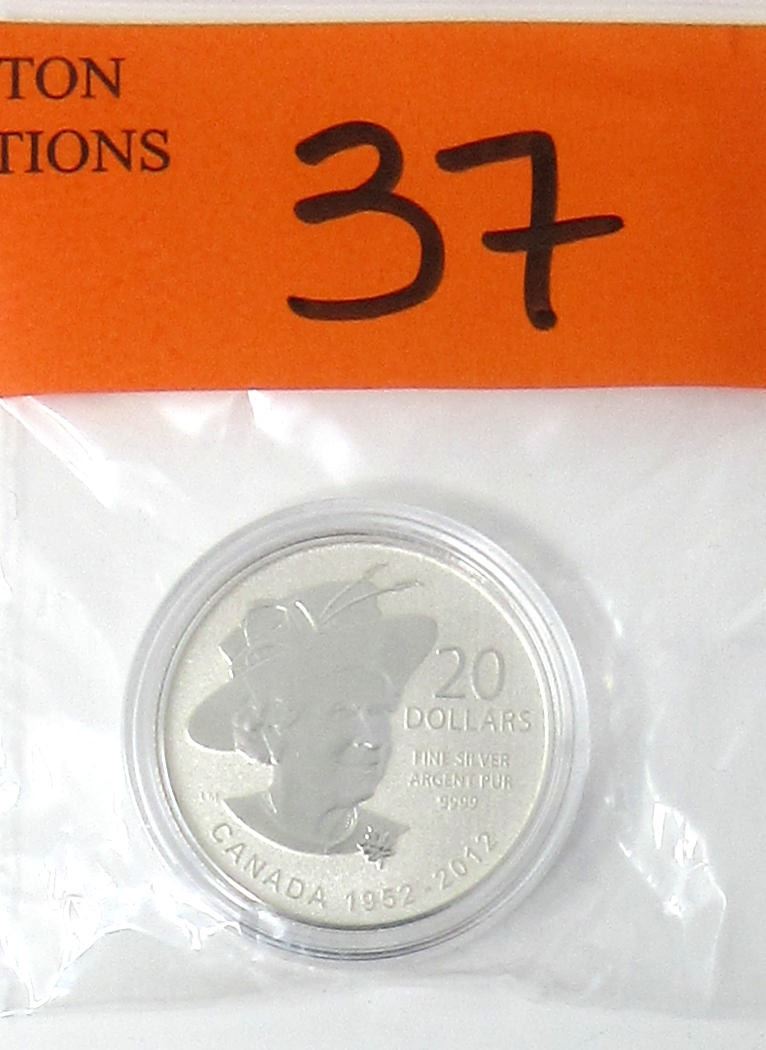 TON
TIONS
37
20
DOLLARS
FINE SILVER
ARGENT PUR
9999
CANADA 1952-2012